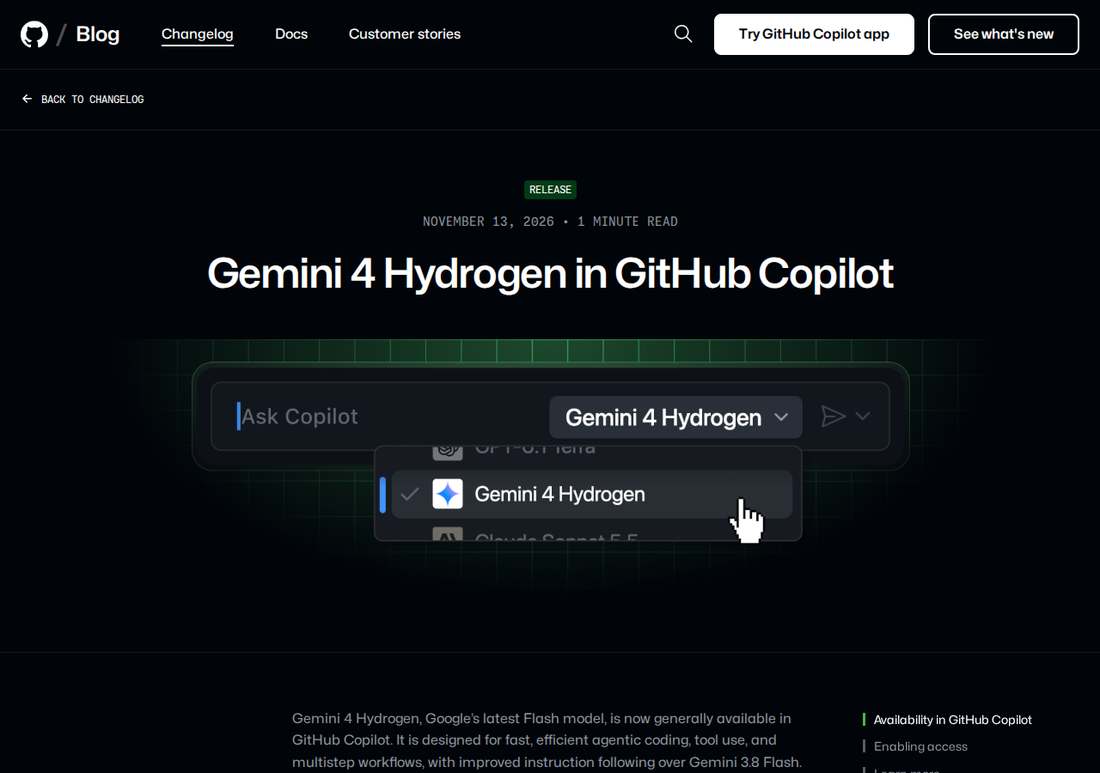 / Blog
Changelog
Docs
Customer stories
Try GitHub Copilot app
See what's new
← BACK TO CHANGELOG
RELEASE
NOVEMBER 13, 2026 • 1 MINUTE READ
Gemini 4 Hydrogen in GitHub Copilot
Ask Copilot
Gemini 4 Hydrogen
Gemini 4 Hydrogen
Gemini 4 Hydrogen, Google's latest Flash model, is now generally available in
GitHub Copilot. It is designed for fast, efficient agentic coding, tool use, and
multistep workflows, with improved instruction following over Gemini 3.8 Flash.
Availability in GitHub Copilot
Enabling access